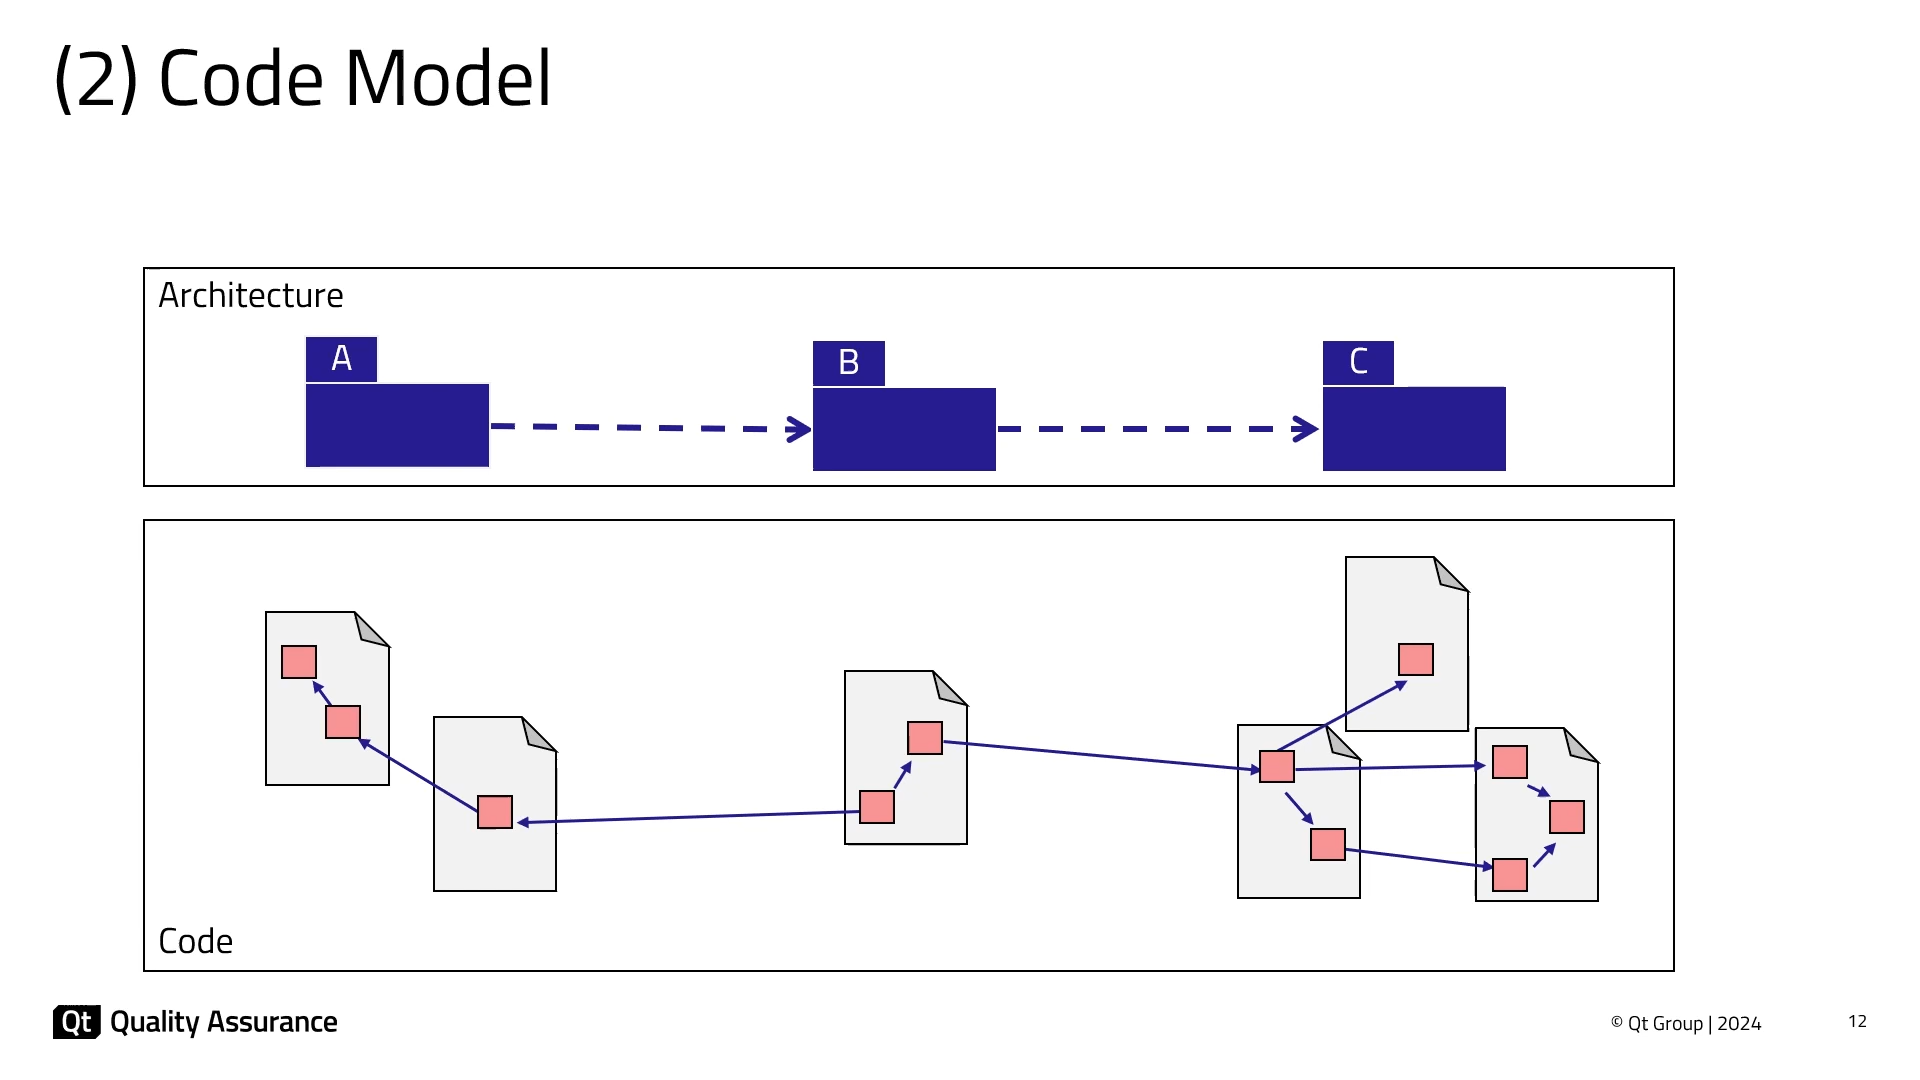 (2) Code Model
Architecture
A
B
C
Code
Qt Quality Assurance
© Qt Group | 2024
12